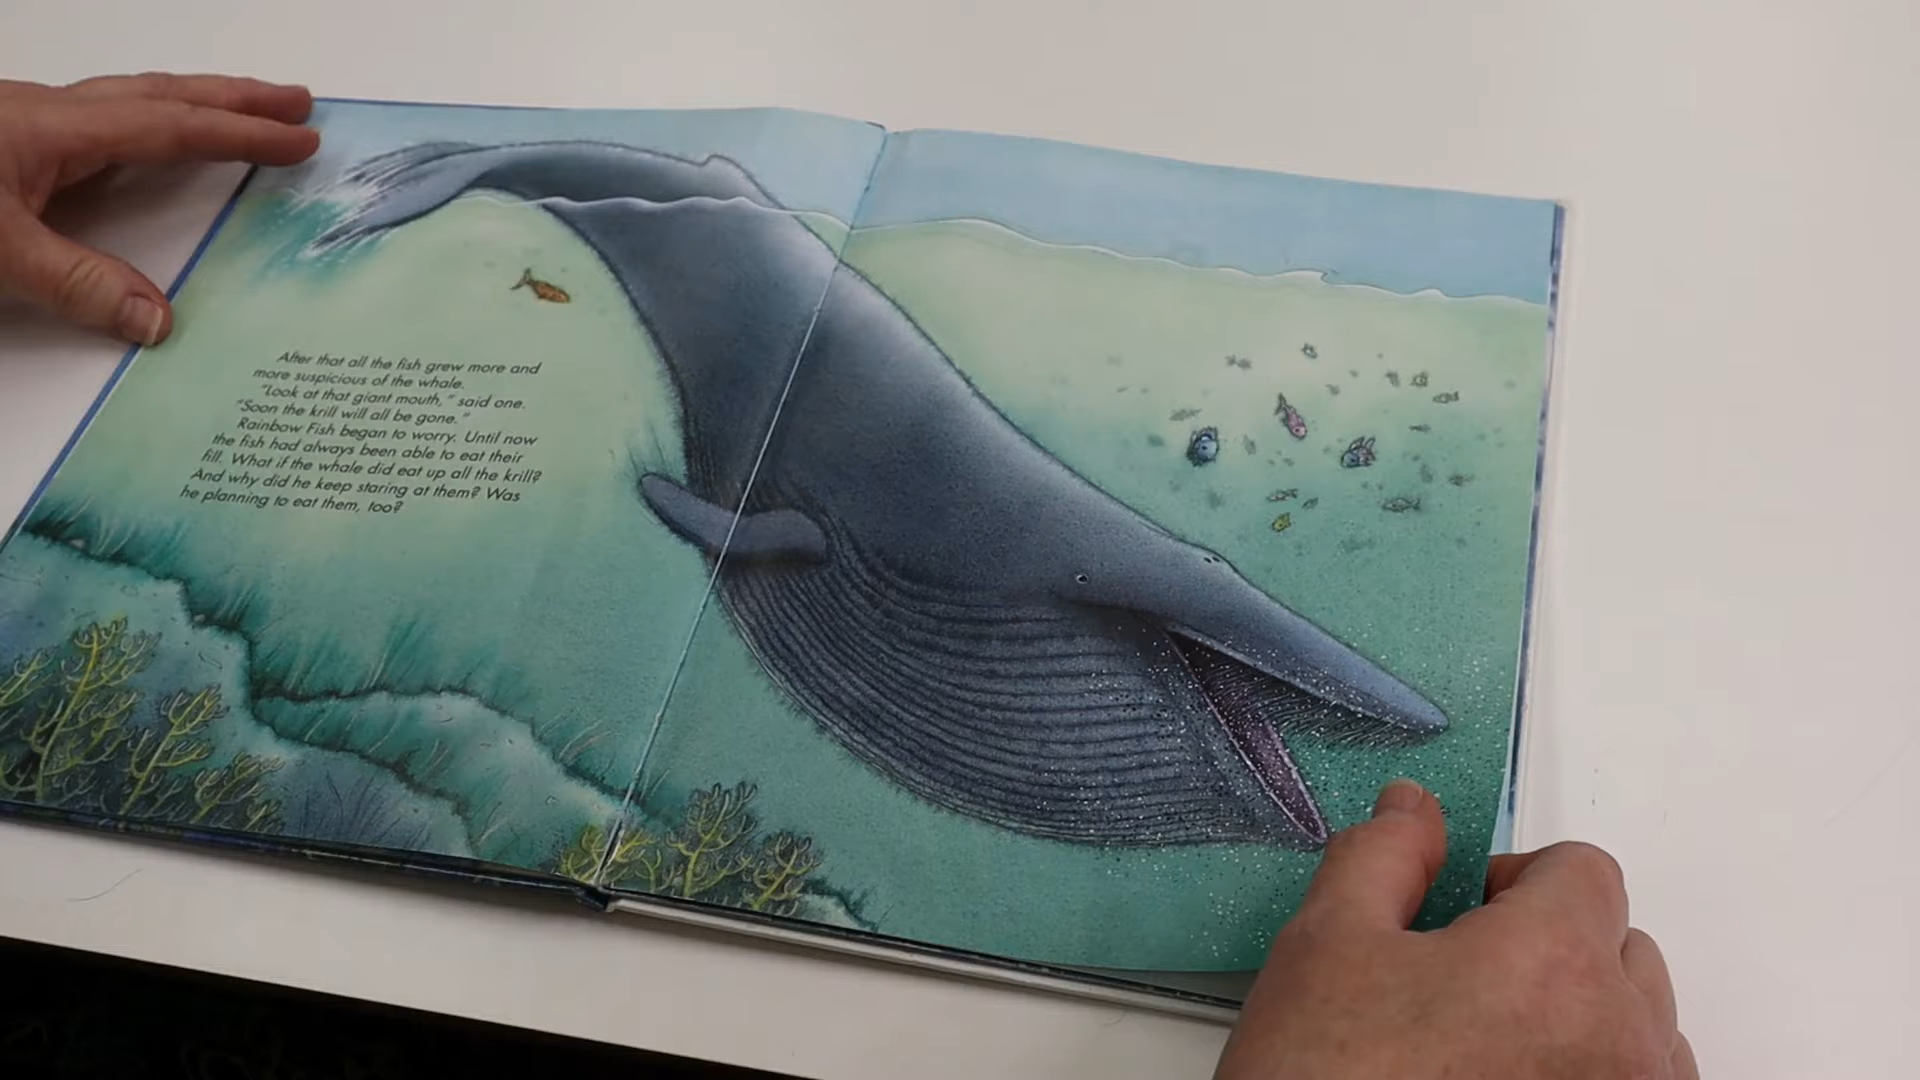 After that all the fish grew more and
more suspicious of the whale.
"Look at that giant mouth," said one.
"Soon the krill will all be gone."
Rainbow Fish began to worry. Until now
the fish had always been able to eat their
fill. What if the whale did eat up all the krill?
And why did he keep staring at them? Was
he planning to eat them, too?